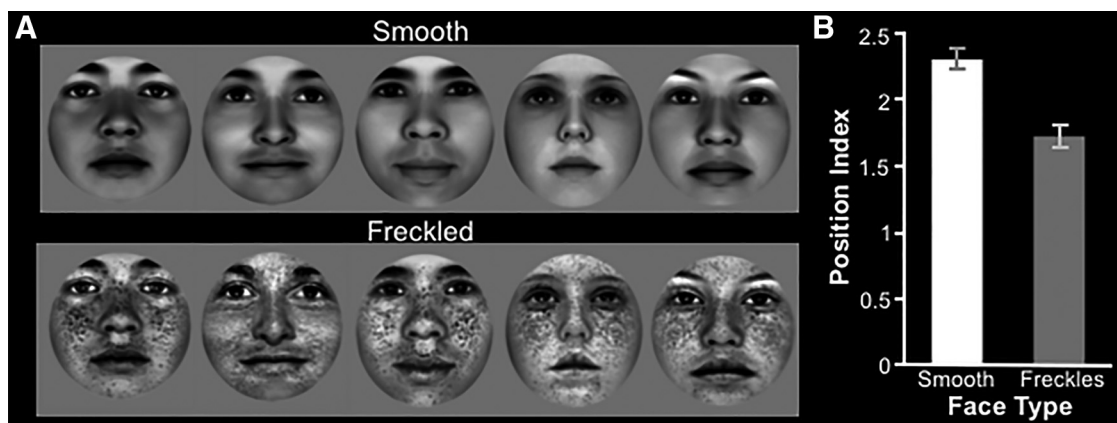 A
Smooth
Freckled
B
Position Index
2.5
2
1.5
1
0.5
0
Smooth Freckles
Face Type